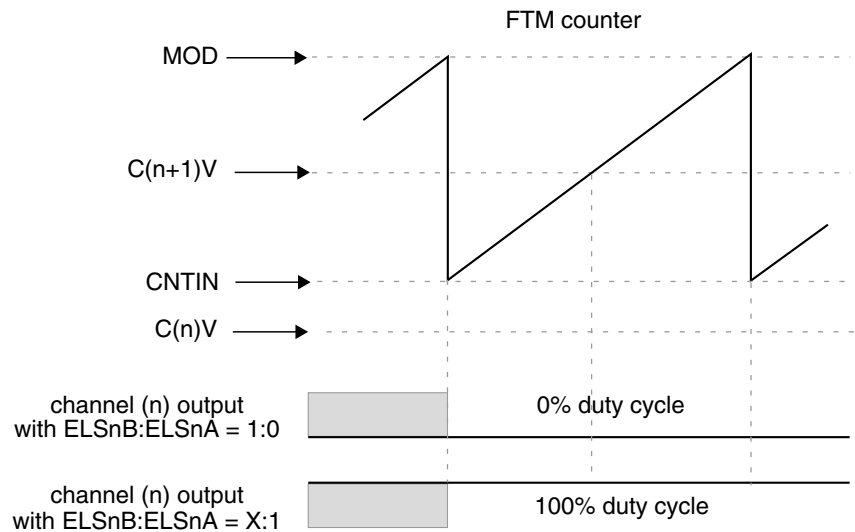 FTM counter
MOD
C(n+1)V
CNTIN
C(n)V
channel (n) output
with ELSnB:ELSnA = 1:0
0% duty cycle
channel (n) output
with ELSnB:ELSnA = X:1
100% duty cycle